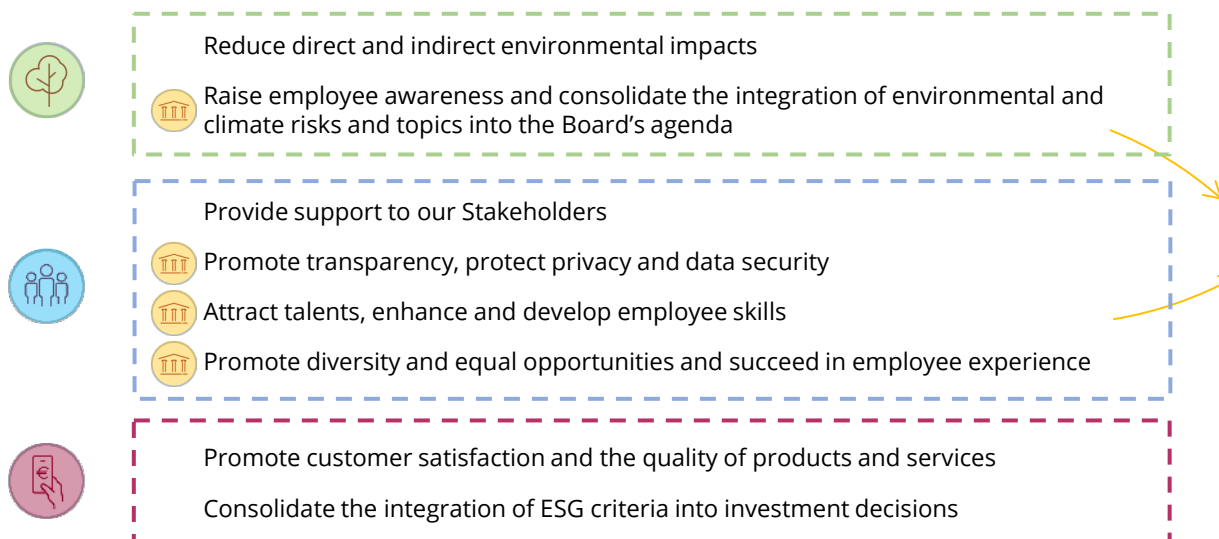 Reduce direct and indirect environmental impacts
Raise employee awareness and consolidate the integration of environmental and
climate risks and topics into the Board’s agenda
Provide support to our Stakeholders
Promote transparency, protect privacy and data security
Attract talents, enhance and develop employee skills
Promote diversity and equal opportunities and succeed in employee experience
€
Promote customer satisfaction and the quality of products and services
Consolidate the integration of ESG criteria into investment decisions